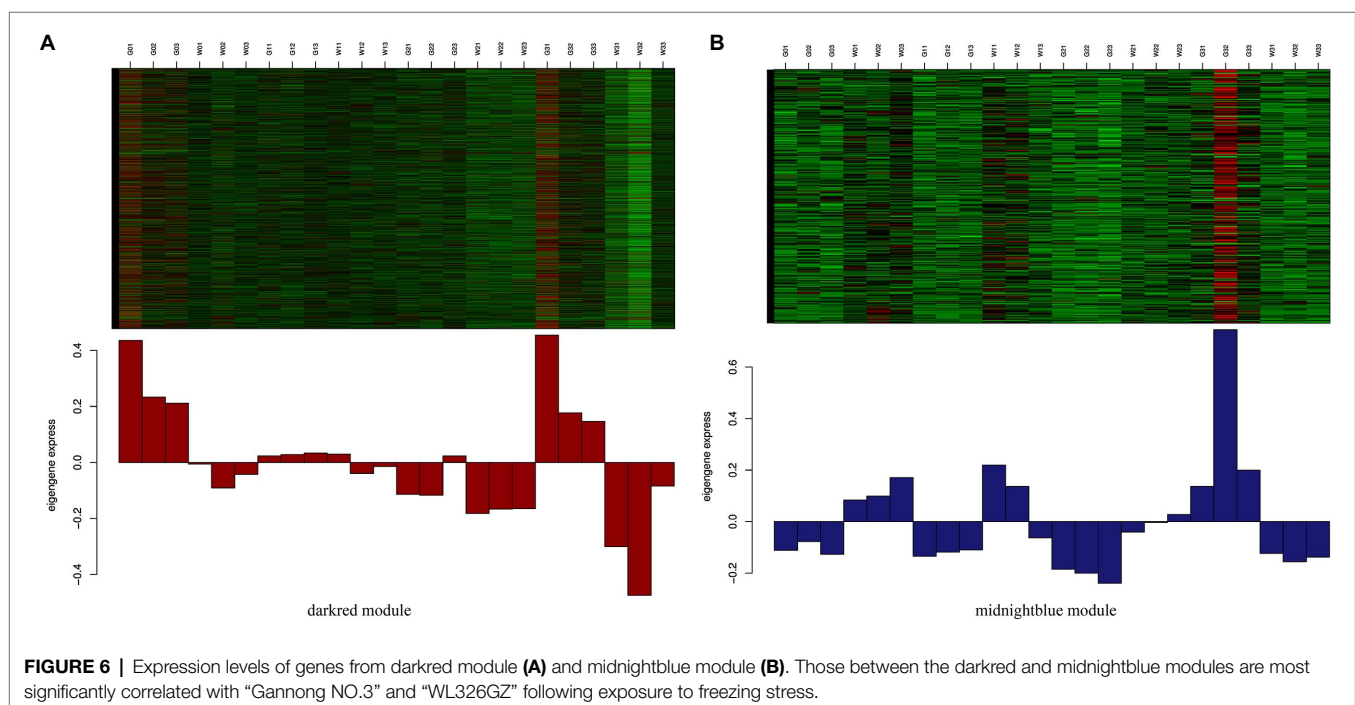 A
G01 G02 G03 W01 W02 W03 G11 G12 G13 W11 W12 W13 G21 G22 G23 W21 W22 W23 G31 G32 G33 W31 W32 W33
eigengene express
0.4
0.2
0.0
−0.2
−0.4
darkred module
B
G01 G02 G03 W01 W02 W03 G11 G12 G13 W11 W12 W13 G21 G22 G23 W21 W22 W23 G31 G32 G33 W31 W32 W33
eigengene express
0.6
0.4
0.2
0.0
−0.2
midnightblue module
FIGURE 6 | Expression levels of genes from darkred module (A) and midnightblue module (B). Those between the darkred and midnightblue modules are most
significantly correlated with “Gannong NO.3” and “WL326GZ” following exposure to freezing stress.